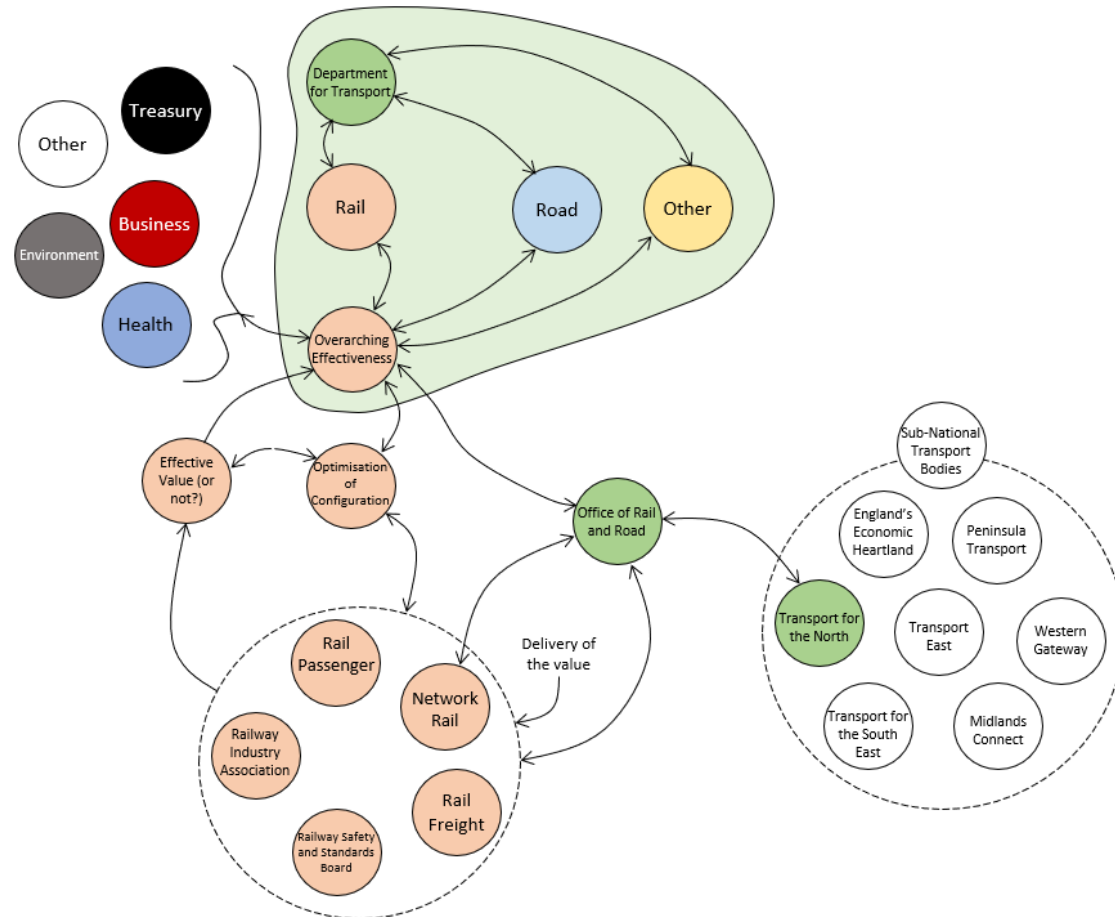 Department
for Transport
Treasury
Other
Business
Environment
Health
Rail
Road
Other
Overarching
Effectiveness
Effective
Value (or
not?)
Optimisation
of
Configuration
Office of Rail
and Road
Sub-National
Transport
Bodies
England's
Economic
Heartland
Peninsula
Transport
Transport for
the North
Transport
East
Western
Gateway
Transport for
the South
East
Midlands
Connect
Delivery of
the value
Rail
Passenger
Network
Rail
Railway
Industry
Association
Rail
Freight
Railway Safety
and Standards
Board